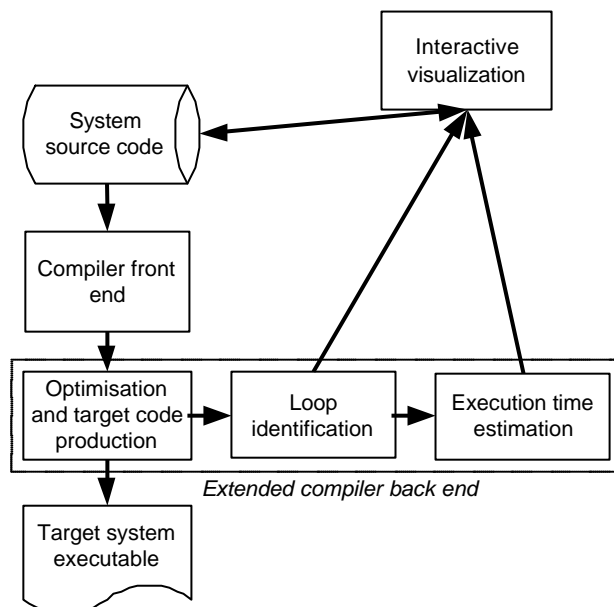 Interactive
visualization
System
source code
Compiler front
end
Optimisation
and target code
production
Loop
identification
Execution time
estimation
Extended compiler back end
Target system
executable